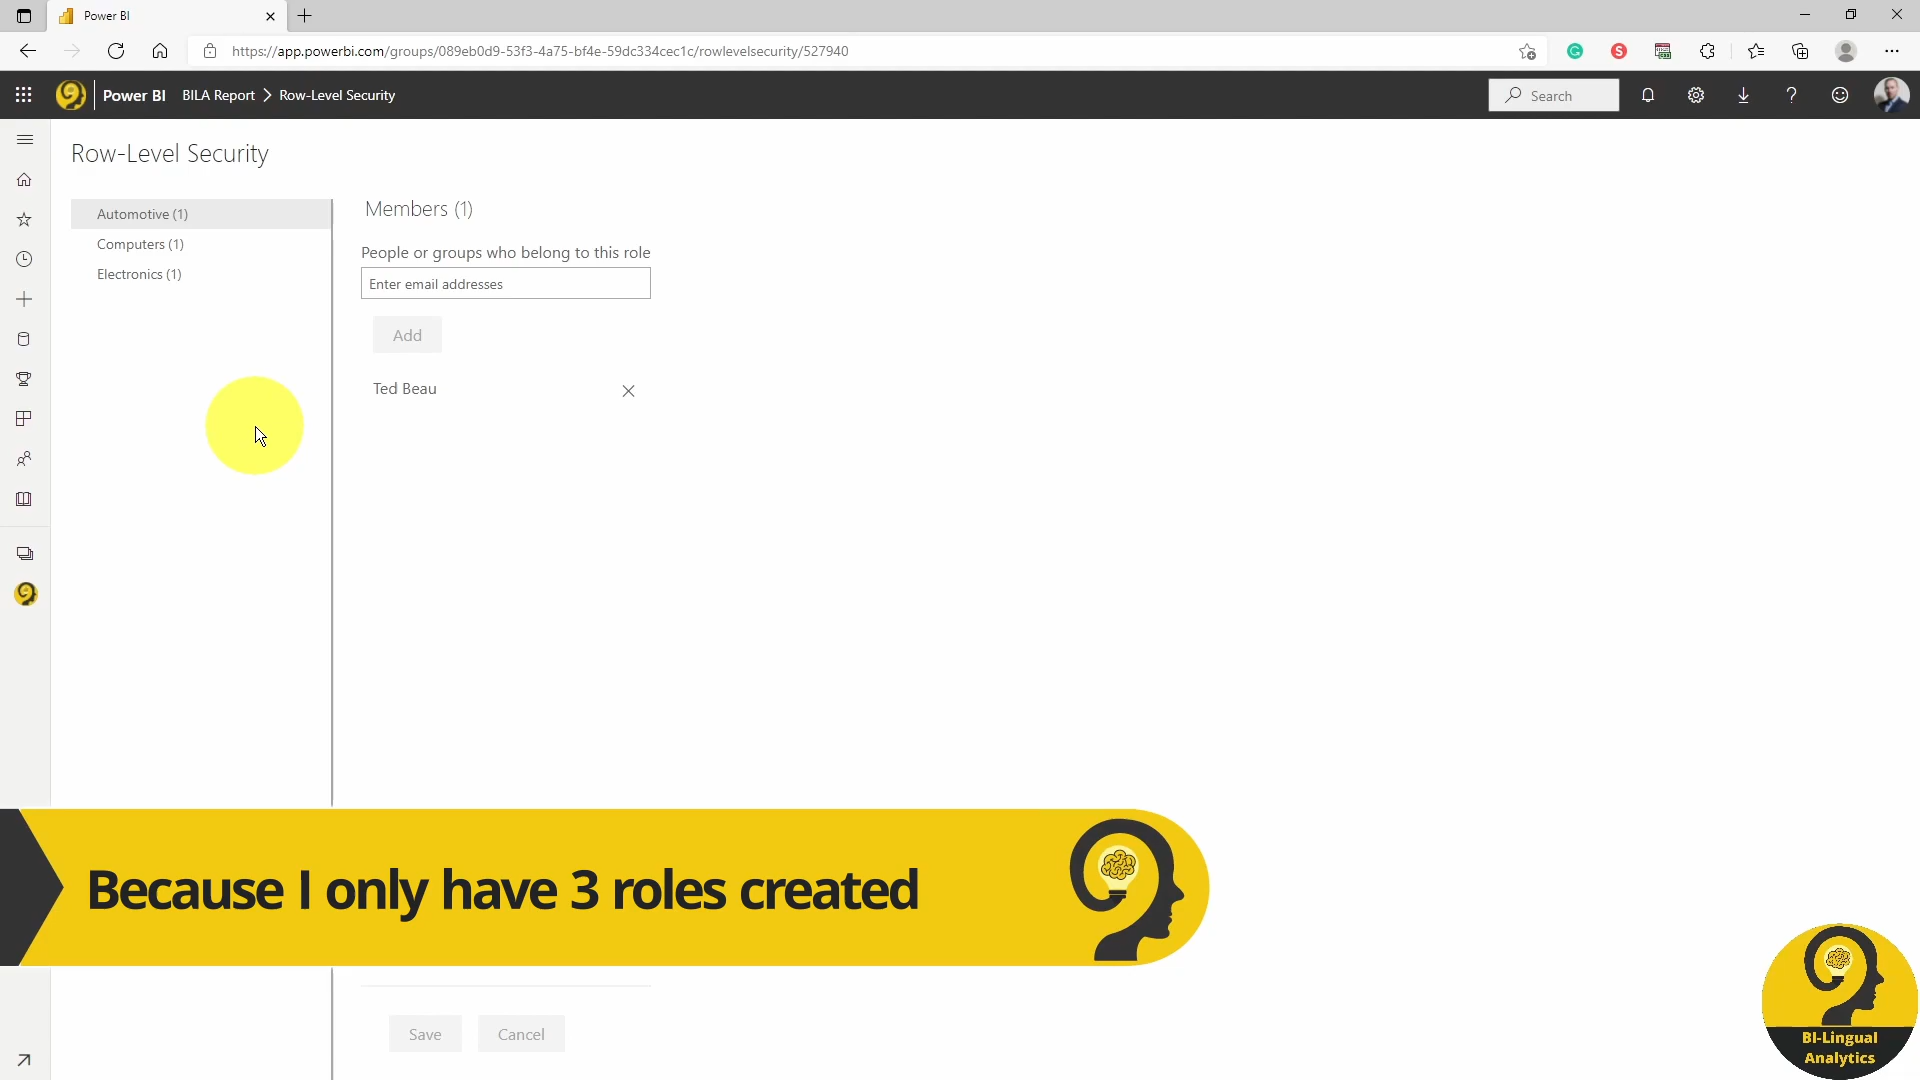 Power BI
https://app.powerbi.com/groups/089eb0d9-53f3-4a75-bf4e-59dc334cec1c/rowlevelsecurity/527940
Power BI BILA Report > Row-Level Security
Search
Row-Level Security
Automotive (1)
Computers (1)
Electronics (1)
Members (1)
People or groups who belong to this role
Enter email addresses
Add
Ted Beau
Because I only have 3 roles created
Save Cancel
BI-Lingual
Analytics